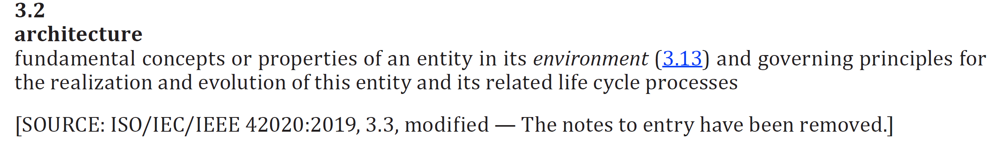 3.2
architecture
fundamental concepts or properties of an entity in its environment (3.13) and governing principles for
the realization and evolution of this entity and its related life cycle processes
[SOURCE: ISO/IEC/IEEE 42020:2019, 3.3, modified — The notes to entry have been removed.]